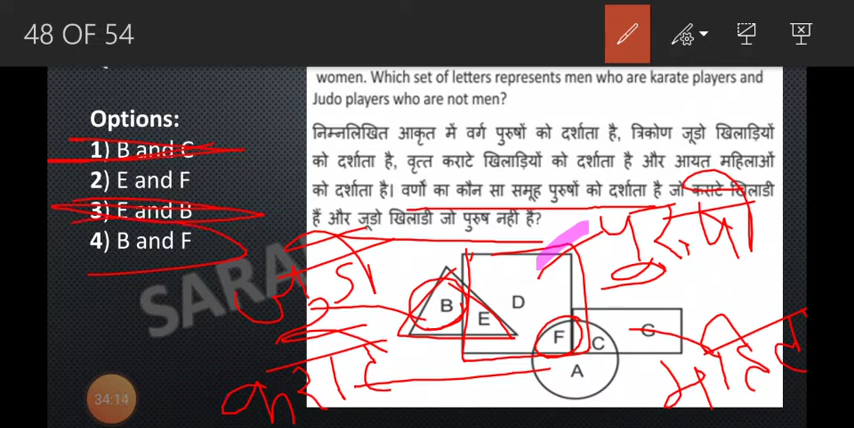 48 OF 54
women. Which set of letters represents men who are karate players and
Judo players who are not men?
Options:
1) B and C
2) E and F
3) E and B
4) B and F
निम्नलिखित आकृत में वर्ग पुरुषों को दर्शाता है, त्रिकोण जूडो खिलाड़ियों
को दर्शाता है, वृत्त कराटे खिलाड़ियों को दर्शाता है और आयत महिलाओं
को दर्शाता है। वर्णो का कौन सा समूह पुरुषों को दर्शाता है जो कराटे खिलाडी
हैं और जूडो खिलाडी जो पुरुष नही है?
B
E
D
F
C
G
A
34:14